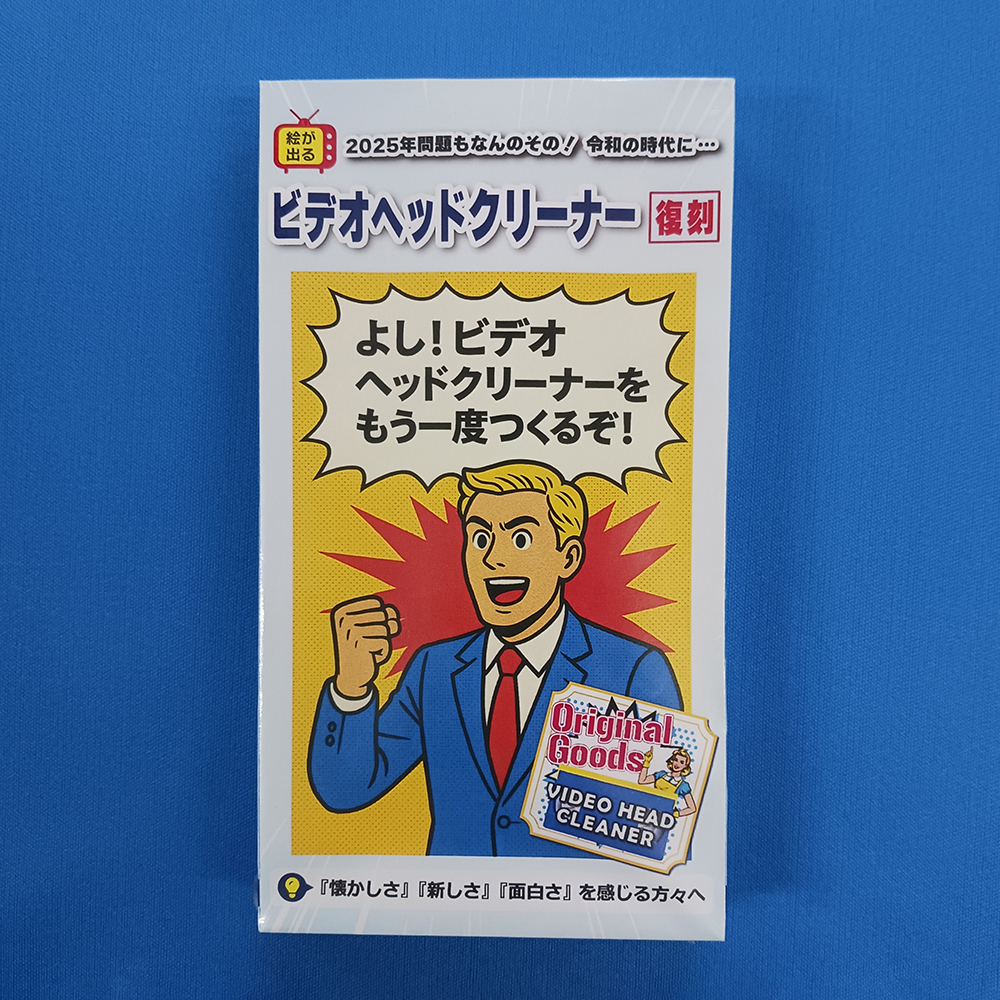 絵が
出る
2025年問題もなんのその！ 令和の時代に…
ビデオヘッドクリーナー 復刻
よし！ビデオ
ヘッドクリーナーを
もう一度つくるぞ！
Original
Goods
VIDEO HEAD
CLEANER
『懐かしさ』『新しさ』『面白さ』を感じる方々へ